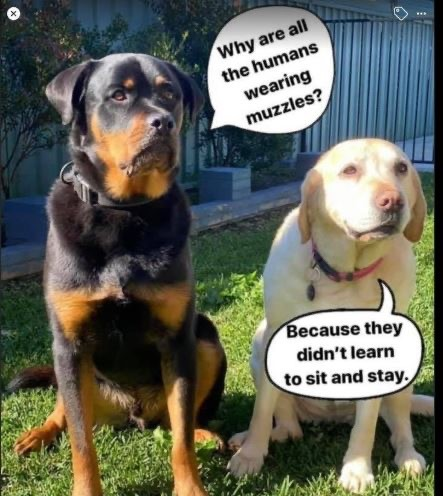 Why are all
the humans
wearing
muzzles?
Because they
didn't learn
to sit and stay.